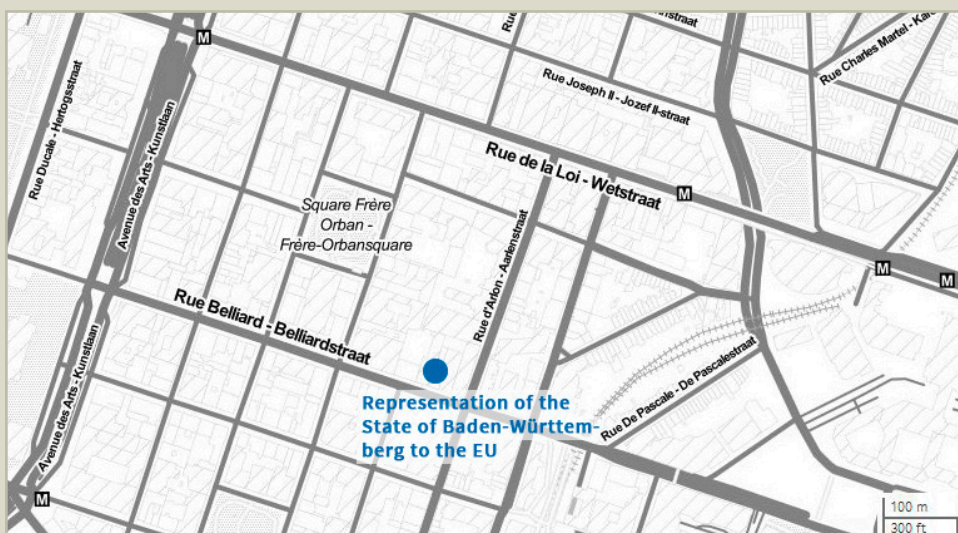 M
Rue Joseph II - Jozef II-straat
Rue Charles Martel - Kar
Rue Ducale - Hertogsstraat
Avenue des Arts - Kunstlaan
Rue de la Loi - Wetstraat
M
Square Frère
Orban -
Frère-Orbansquare
Rue d'Arlon - Aarlenstraat
M
M
Rue Belliard - Belliardstraat
Avenue des Arts - Kunstlaan
Rue De Pascale - De Pascalestraat
Representation of the
State of Baden-Württem-
berg to the EU
M
100 m
300 ft